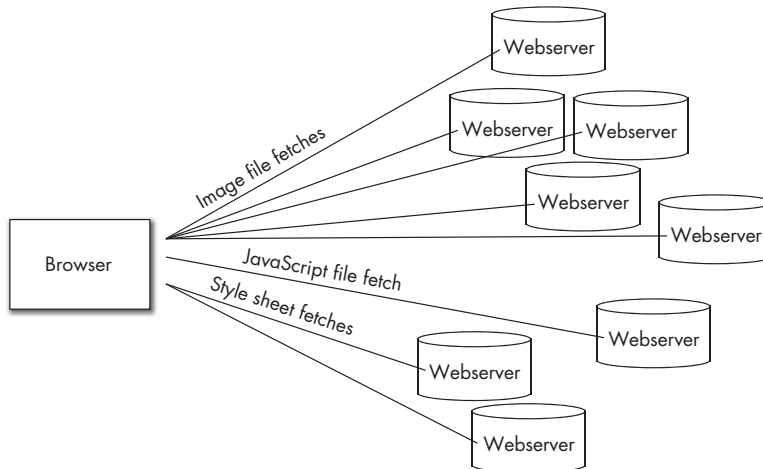 Webserver
Webserver
Webserver
Image file fetches
Webserver
Webserver
Browser
JavaScript file fetch
Style sheet fetches
Webserver
Webserver
Webserver